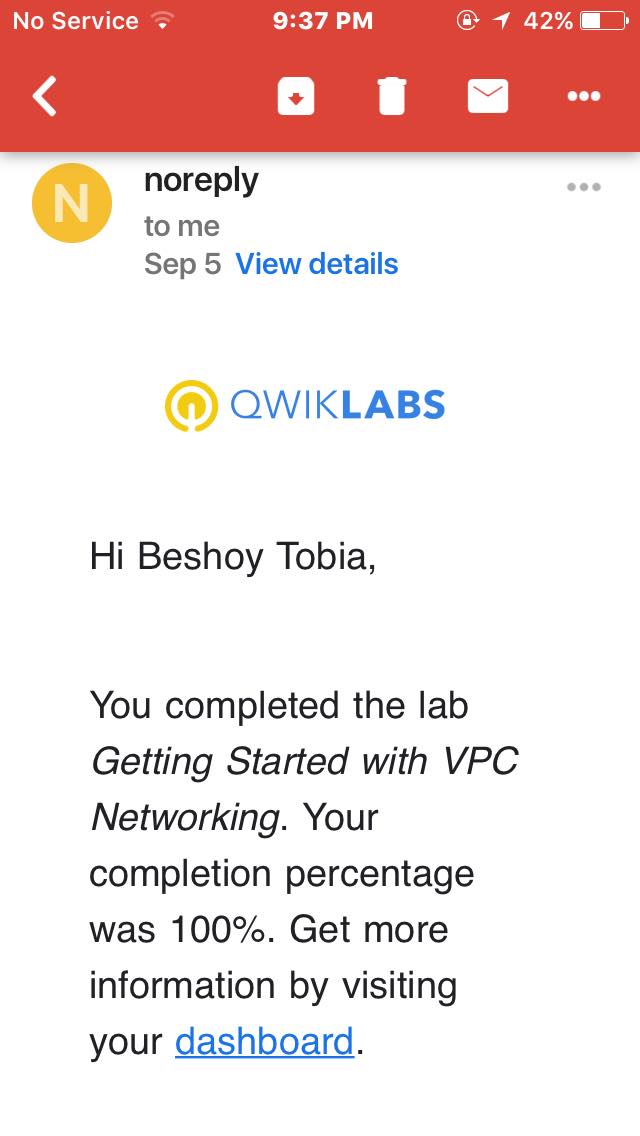 No Service 9:37 PM 42%
N
noreply
to me
Sep 5 View details
QWIKLABS
Hi Beshoy Tobia,
You completed the lab
Getting Started with VPC
Networking. Your
completion percentage
was 100%. Get more
information by visiting
your dashboard.